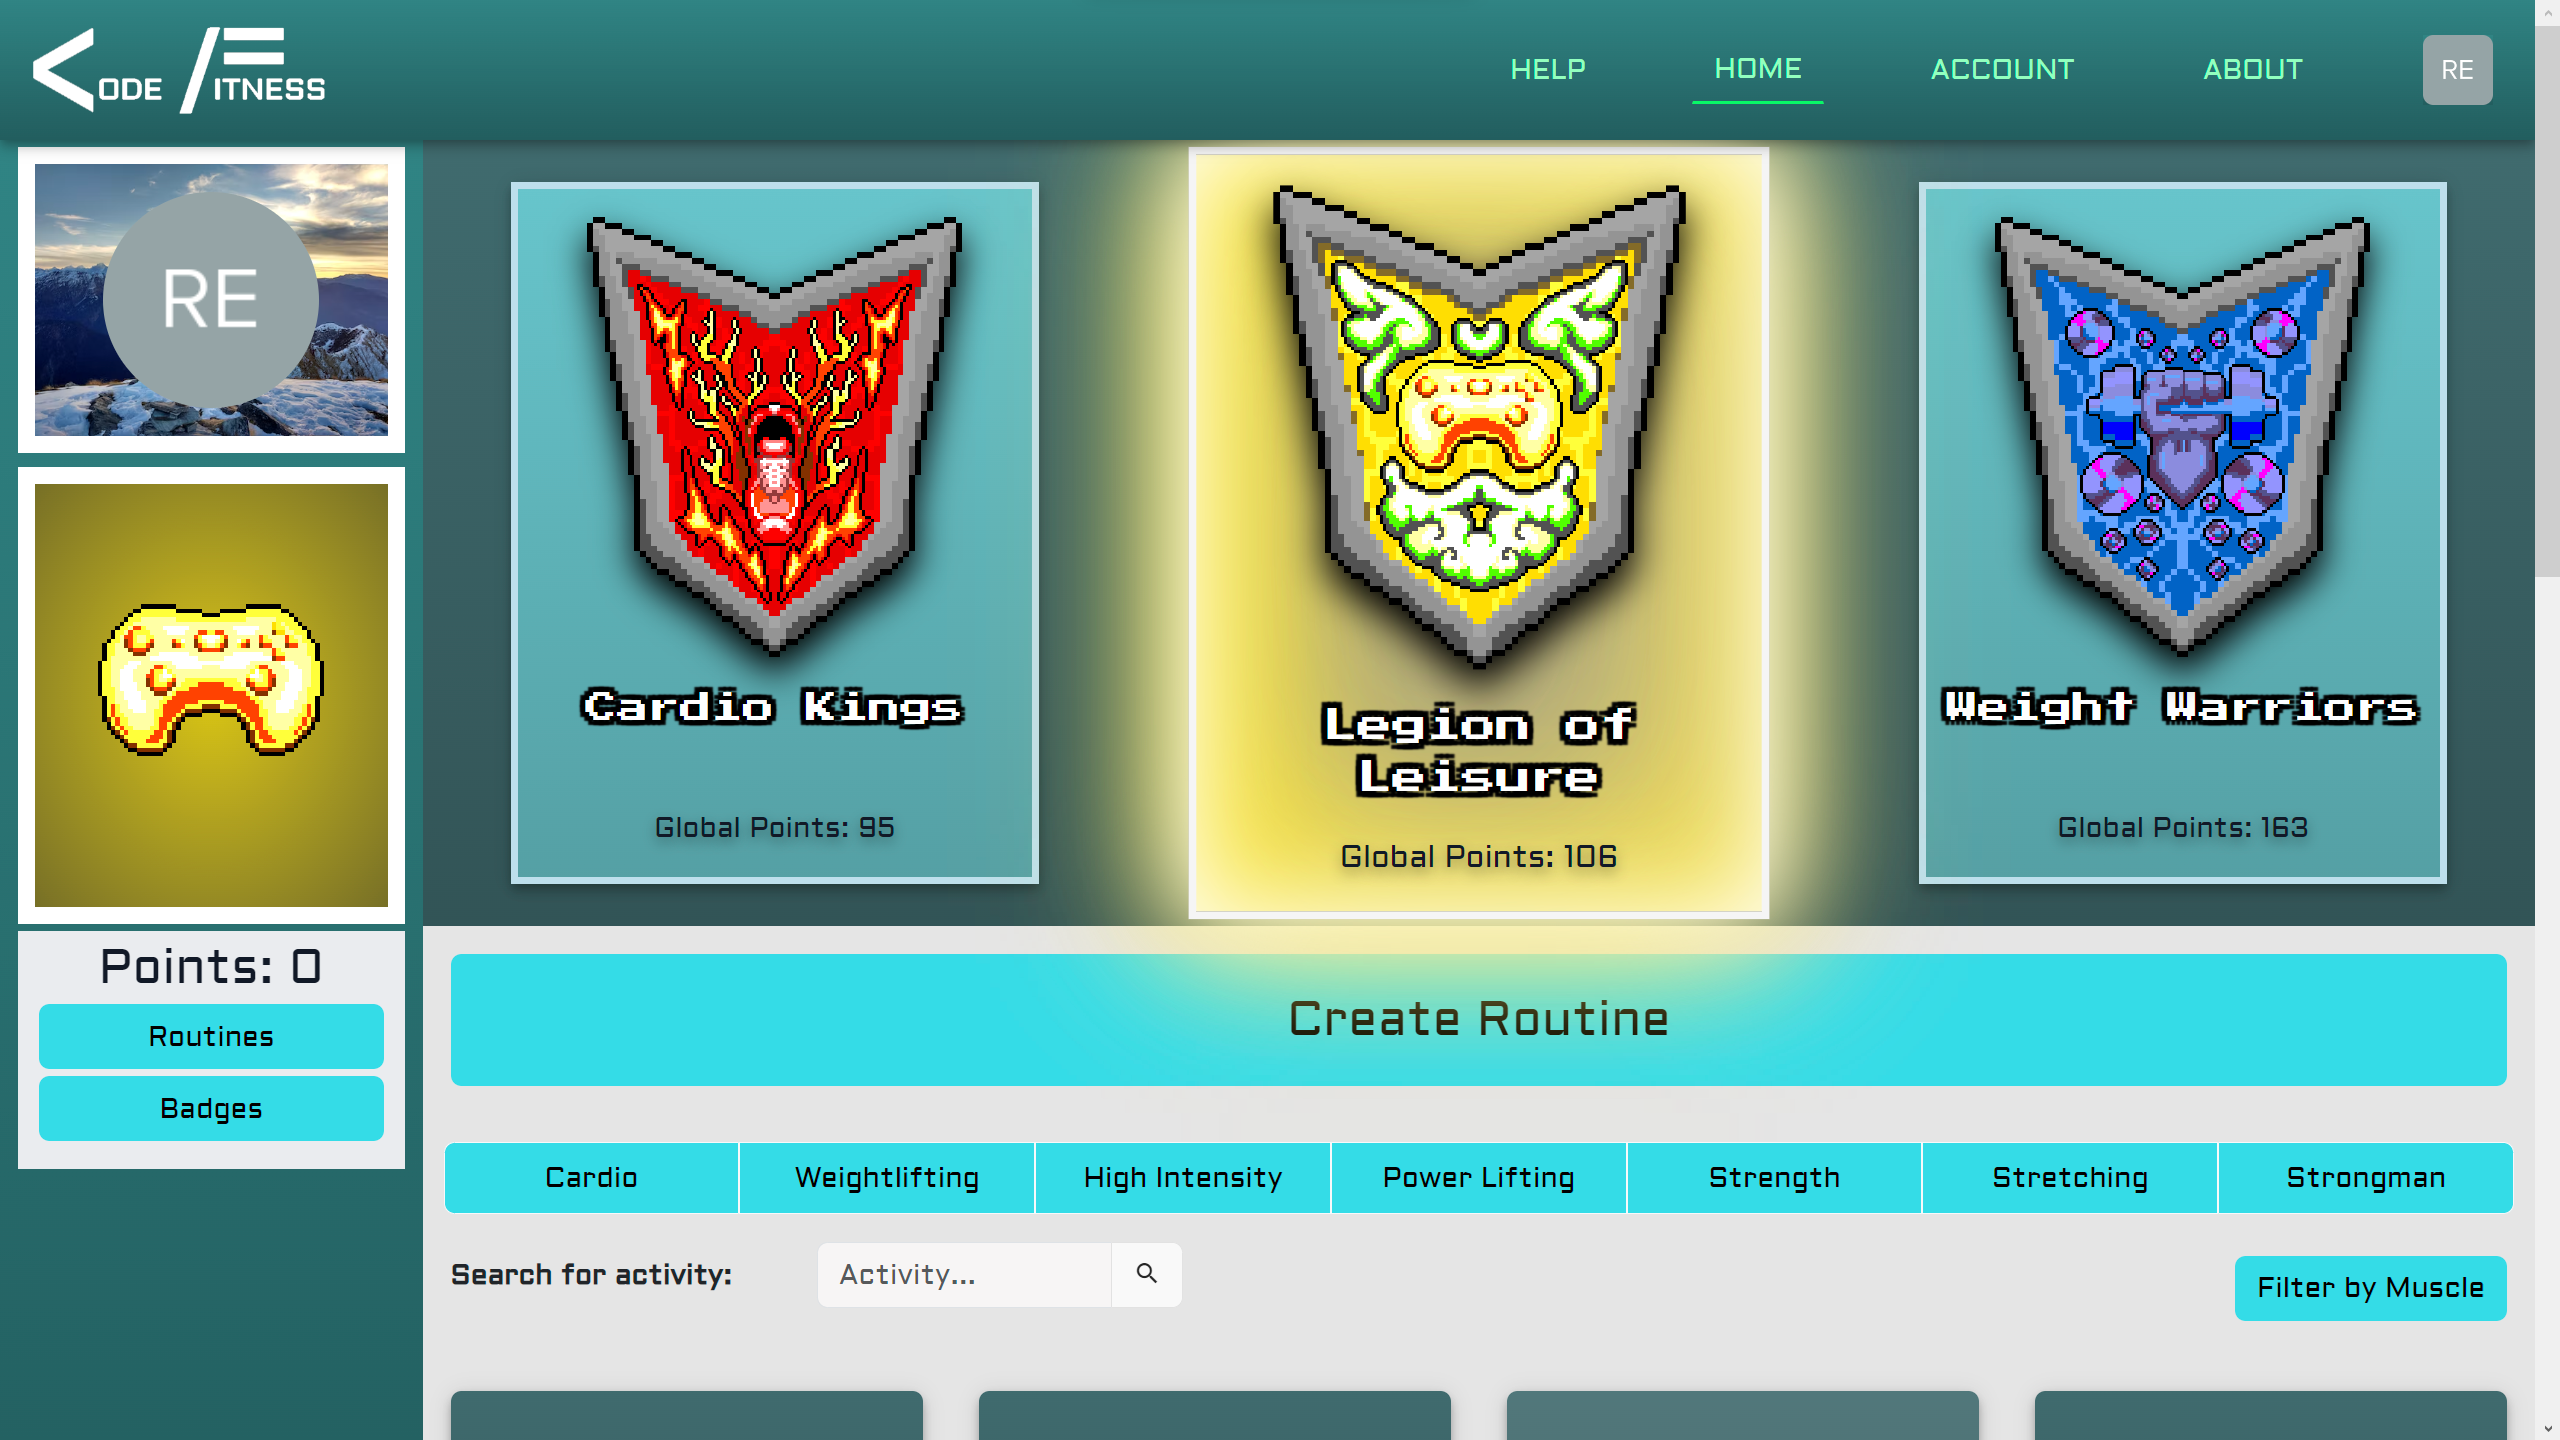 <ODE /FITNESS
HELP
HOME
ACCOUNT
ABOUT
RE
RE
Points: 0
Routines
Badges
Cardio Kings
Global Points: 95
Legion of
Leisure
Global Points: 106
Weight Warriors
Global Points: 163
Create Routine
Cardio
Weightlifting
High Intensity
Power Lifting
Strength
Stretching
Strongman
Search for activity:
Activity...
Filter by Muscle